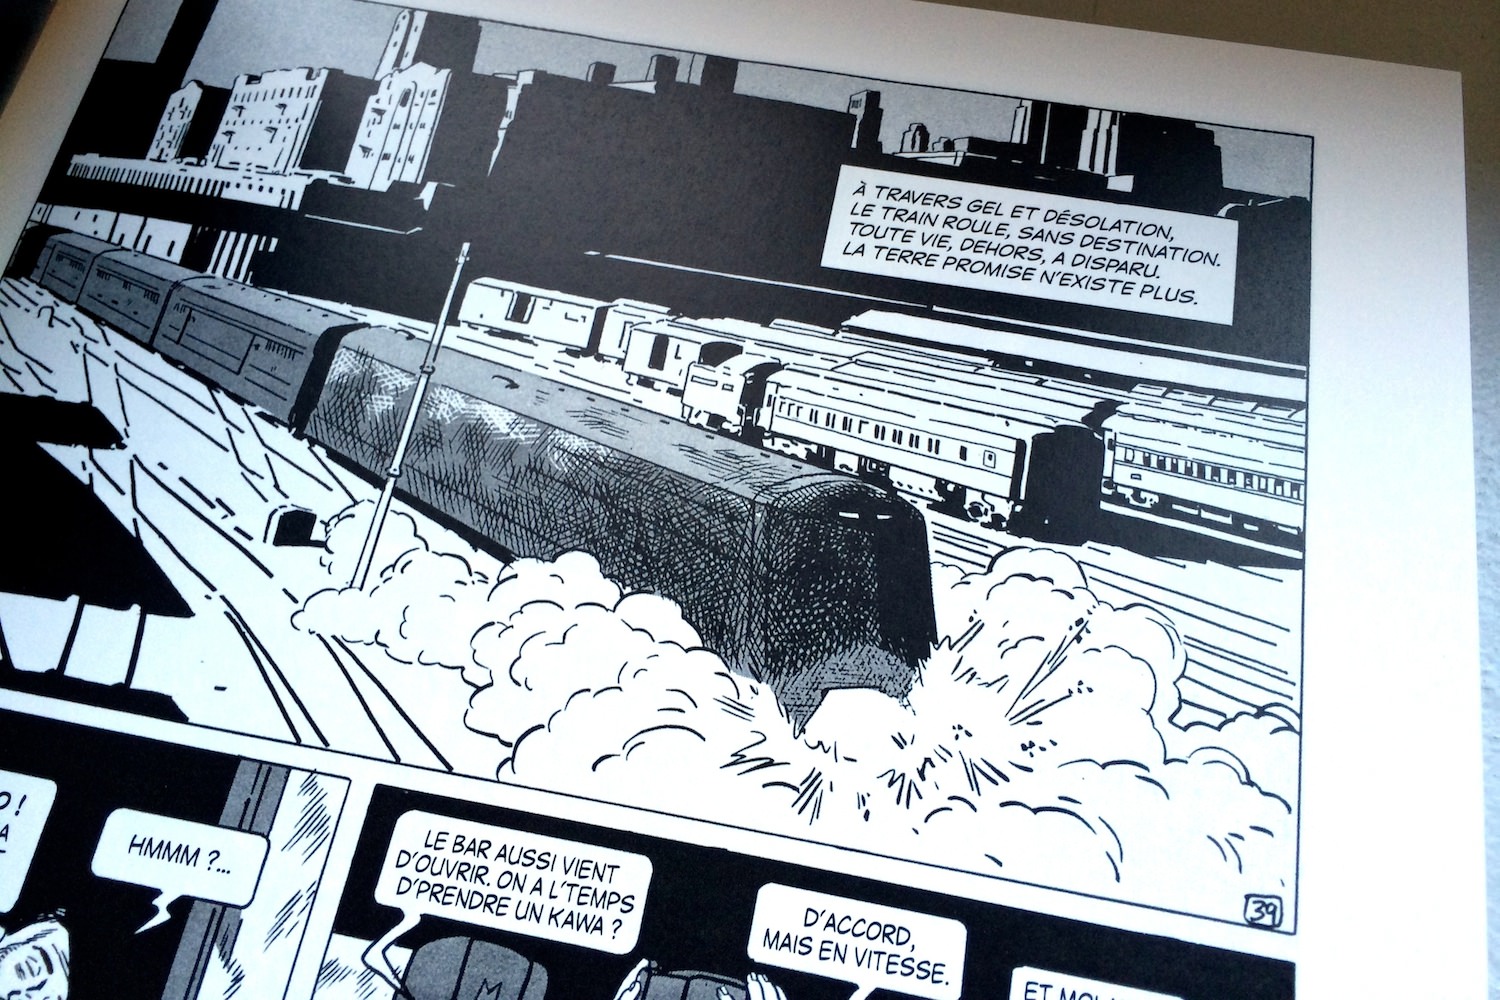 À TRAVERS GEL ET DÉSOLATION,
LE TRAIN ROULE, SANS DESTINATION.
TOUTE VIE, DEHORS, A DISPARU.
LA TERRE PROMISE N'EXISTE PLUS.
39
O !
A
HMMM ?...
LE BAR AUSSI VIENT
D'OUVRIR. ON A L'TEMPS
D'PRENDRE UN KAWA ?
M
D'ACCORD,
MAIS EN VITESSE.
ET